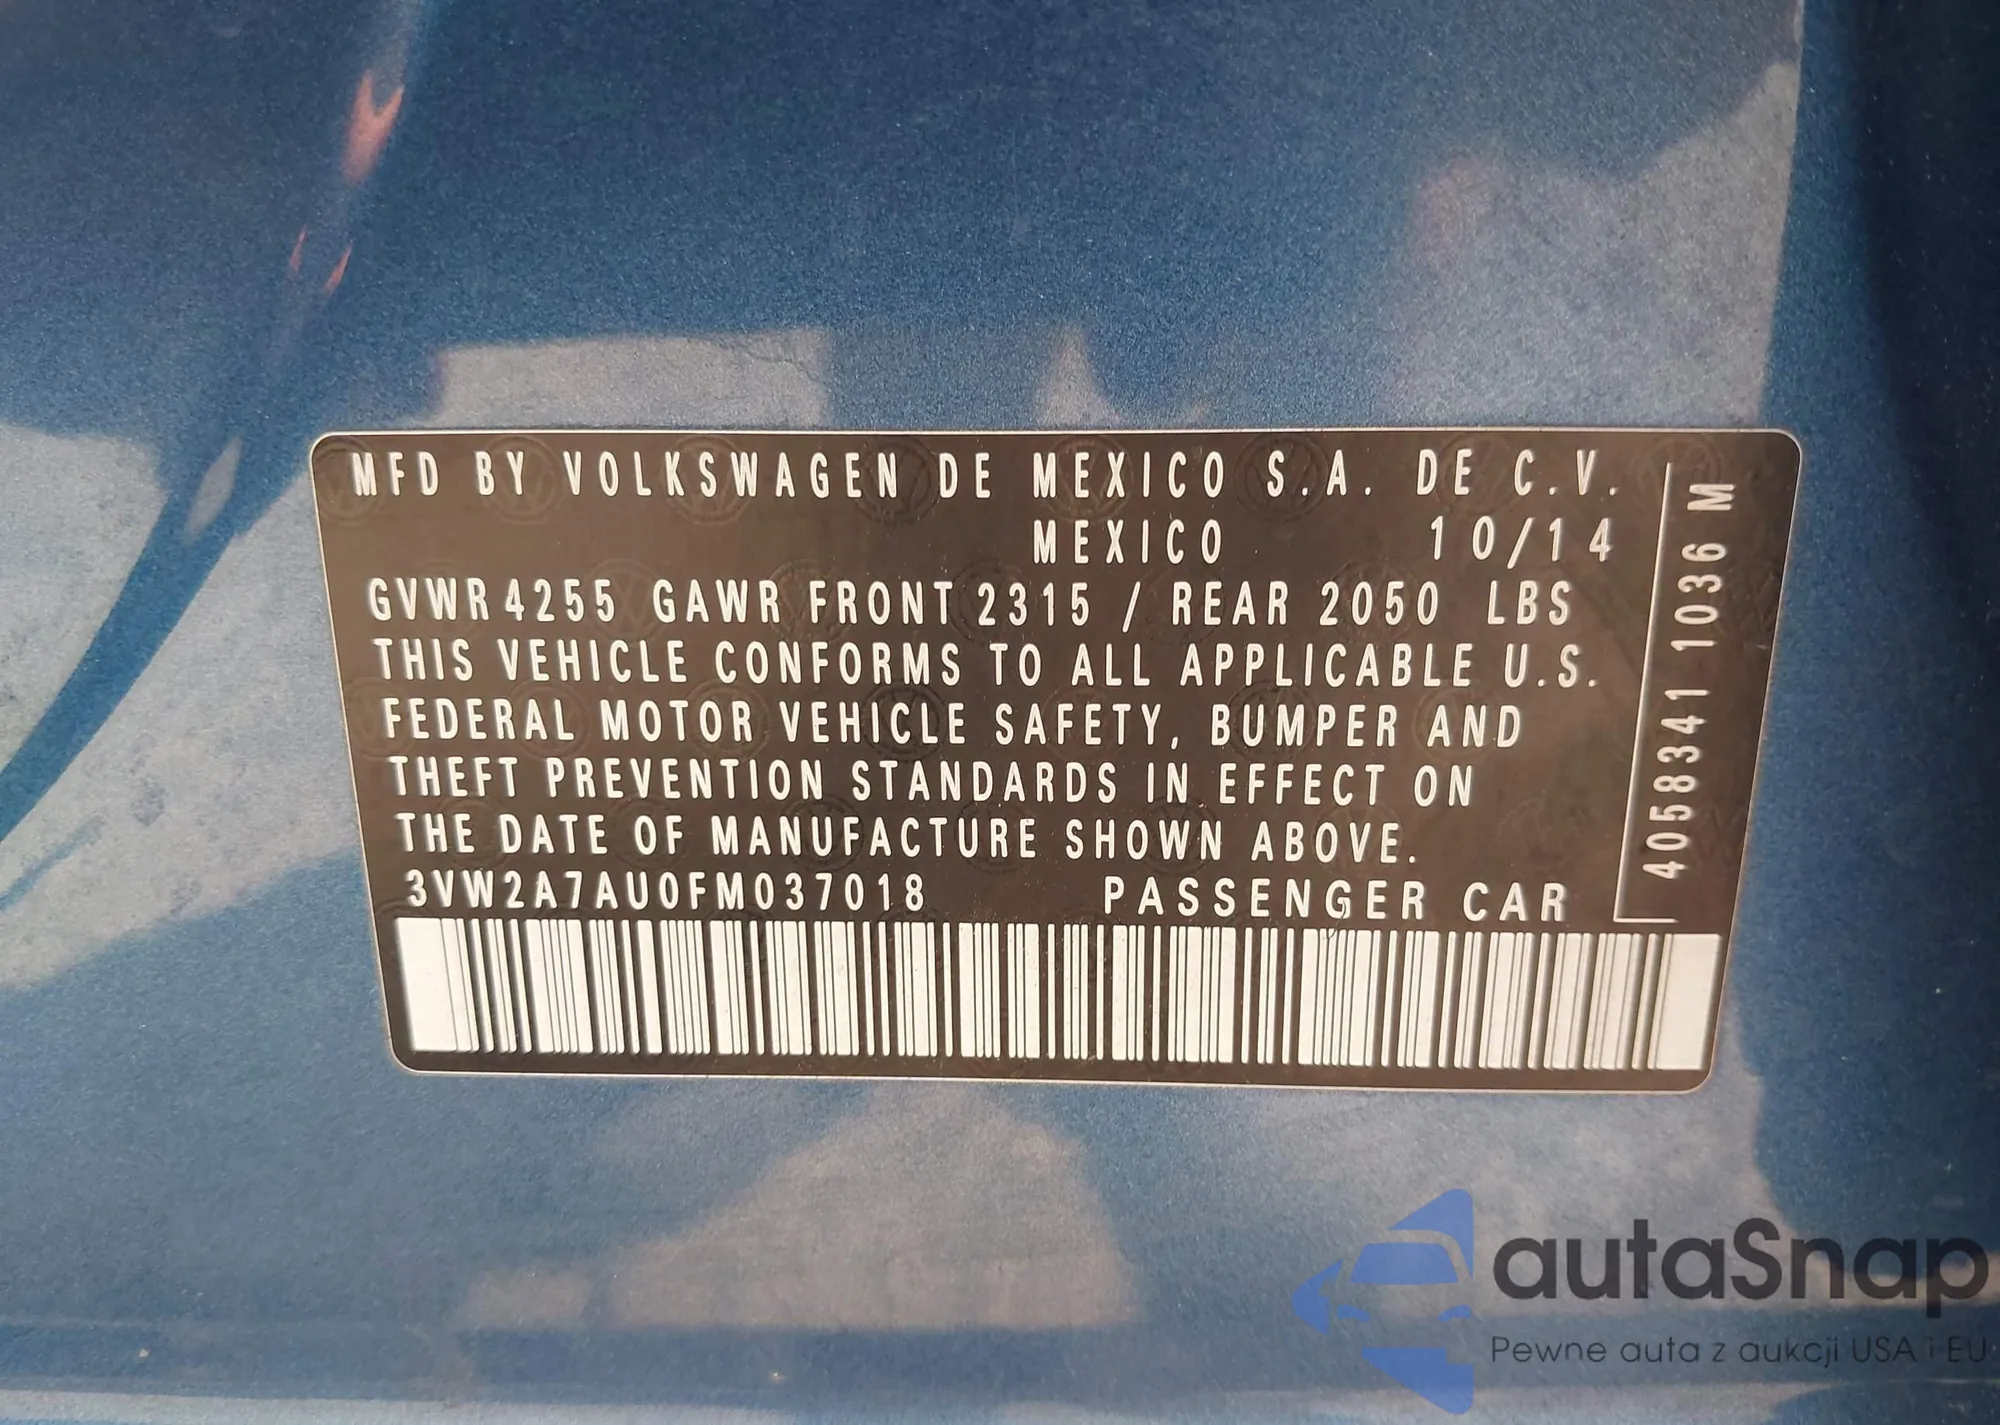 MFD BY VOLKSWAGEN DE MEXICO S.A. DE C.V.
MEXICO 10/14
GVWR 4255 GAWR FRONT 2315 / REAR 2050 LBS
THIS VEHICLE CONFORMS TO ALL APPLICABLE U.S.
FEDERAL MOTOR VEHICLE SAFETY, BUMPER AND
THEFT PREVENTION STANDARDS IN EFFECT ON
THE DATE OF MANUFACTURE SHOWN ABOVE.
3VW2A7AU0FM037018 PASSENGER CAR
4058341 1036 M
autaSnap
Pewne auta z aukcji USA i EU